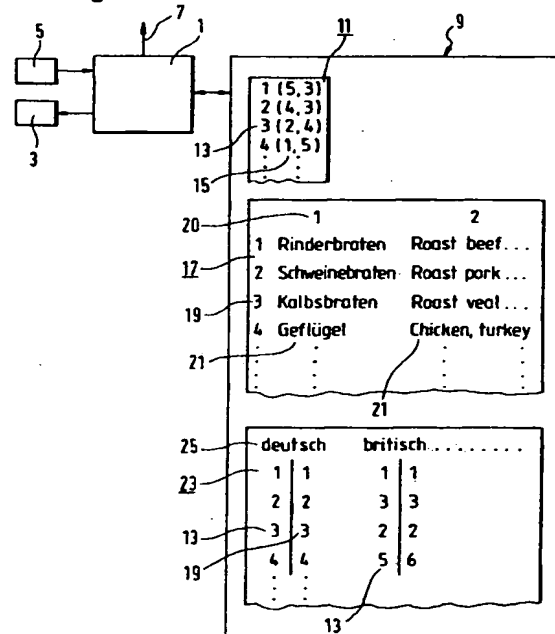 7
1
5
3
9
11
1 (5, 3)
2 (4, 3)
13 3 (2, 4)
4 (1, 5)
15
20 1 2
1 Rinderbraten Roast beef...
17
2 Schweinebraten Roast pork...
19 3 Kalbsbraten Roast veal...
4 Geflügel Chicken, turkey
21
21
25 deutsch britisch........
1 1 1 1
23
2 2 3 3
13 3 3 2 2
4 4 5 6
19
13